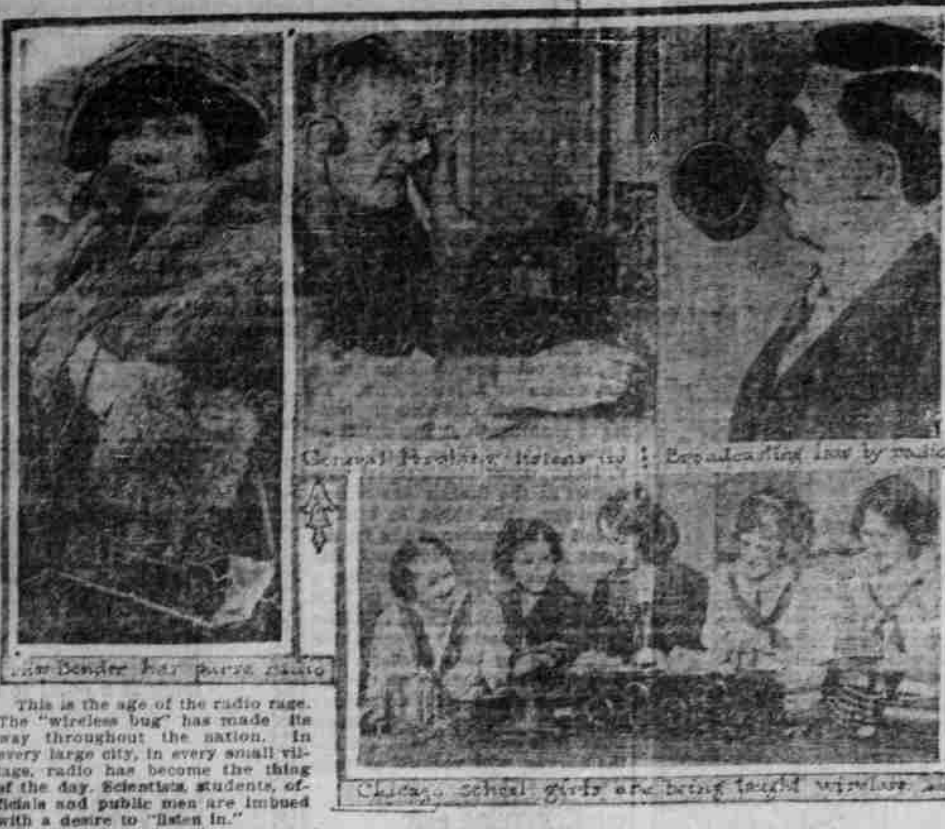 General Pershing listens in : Broadcasting law by radio
Bender has purse radio
Chicago school girls are being taught wireless
This is the age of the radio rage.
The "wireless bug" has made its
way throughout the nation. In
every large city, in every small vil-
lage, radio has become the thing
of the day. Scientists, students, of-
ficials and public men are imbued
with a desire to "listen in."